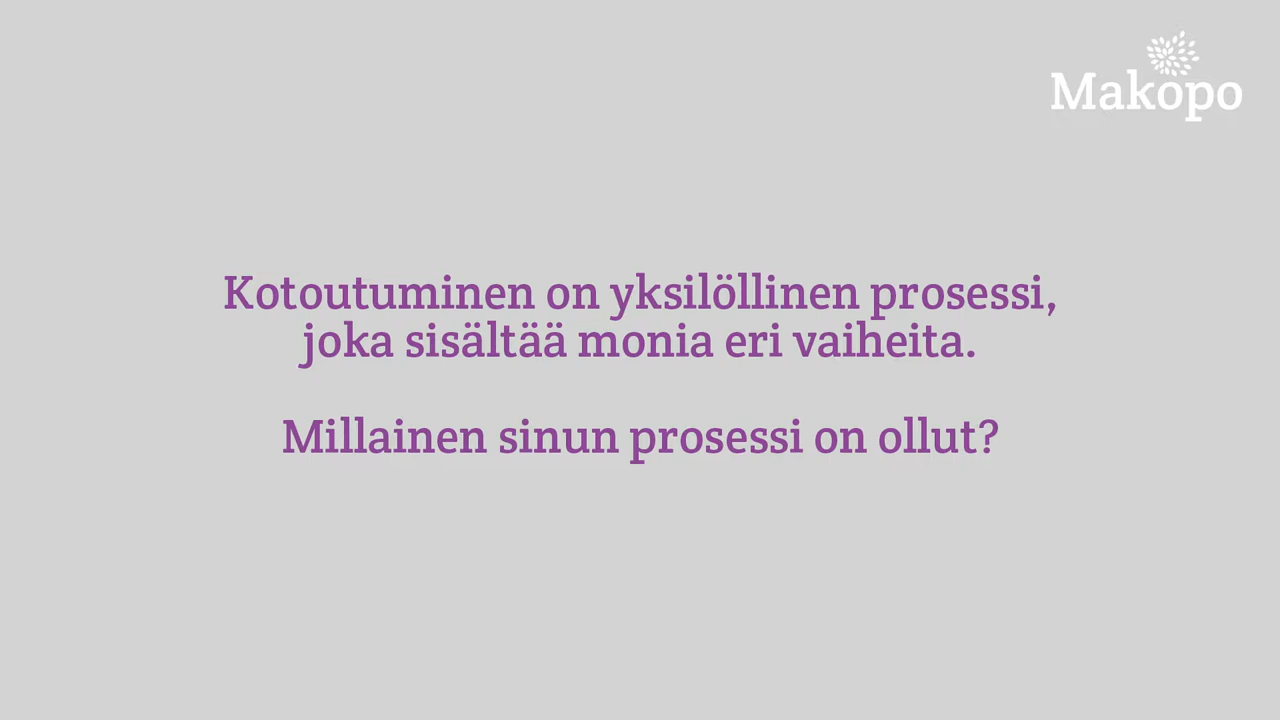 Makopo
Kotoutuminen on yksilöllinen prosessi,
joka sisältää monia eri vaiheita.
Millainen sinun prosessi on ollut?